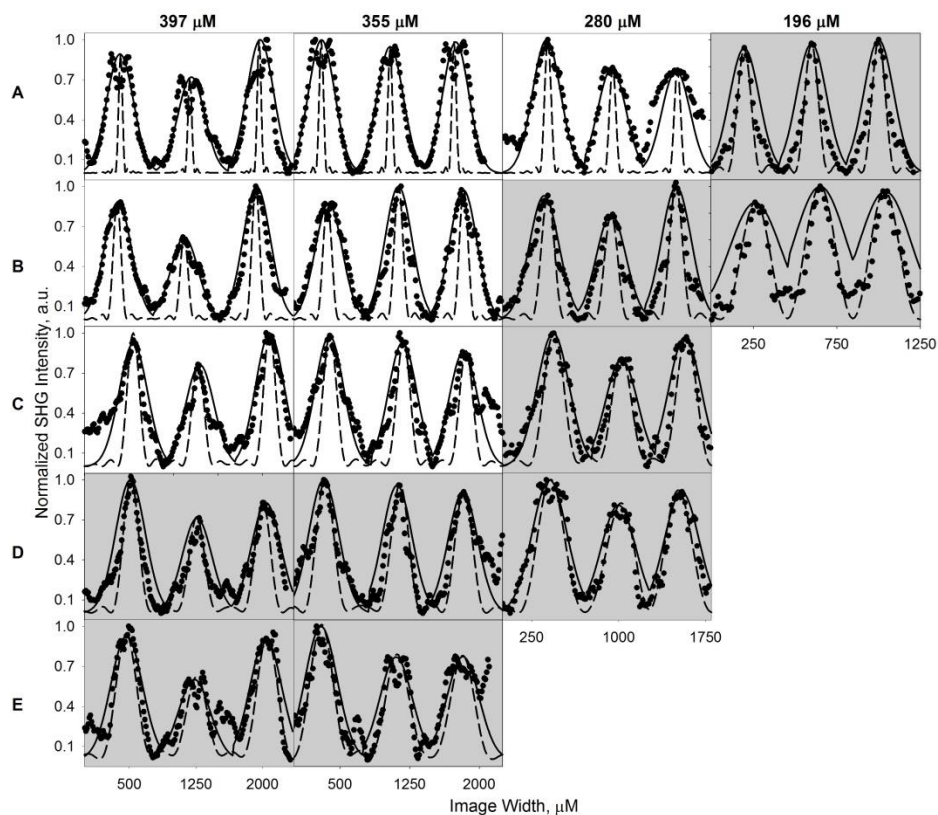 397 µM 355 µM 280 µM 196 µM
A
1.0
0.7
0.4
0.1
B
1.0
0.7
0.4
0.1
250 750 1250
C
1.0
0.7
0.4
0.1
D
1.0
0.7
0.4
0.1
250 1000 1750
E
1.0
0.7
0.4
0.1
500 1250 2000 500 1250 2000
Normalized SHG Intensity, a.u.
Image Width, µM